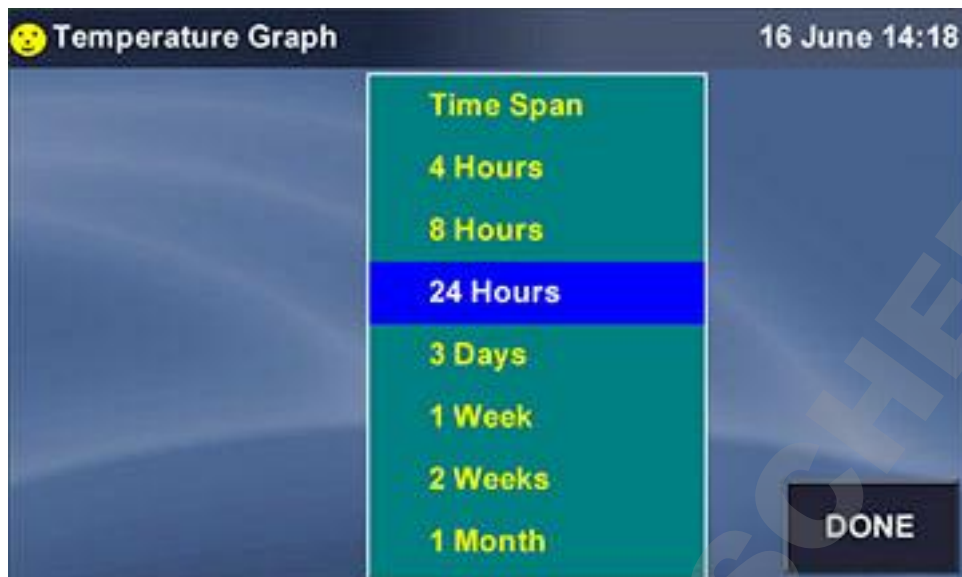 Temperature Graph
16 June 14:18
Time Span
4 Hours
8 Hours
24 Hours
3 Days
1 Week
2 Weeks
1 Month
DONE